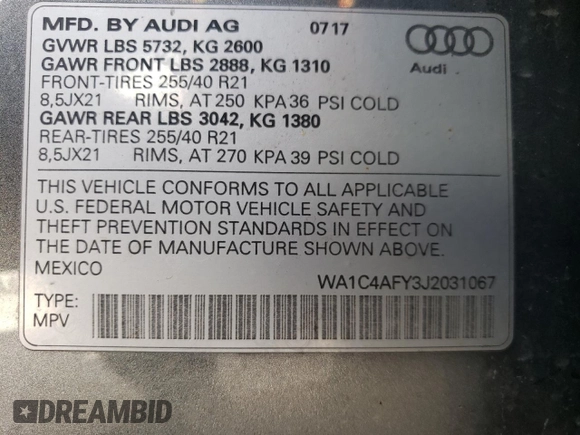 MFD. BY AUDI AG 0717
GVWR LBS 5732, KG 2600
GAWR FRONT LBS 2888, KG 1310
FRONT-TIRES 255/40 R21
8,5JX21 RIMS, AT 250 KPA 36 PSI COLD
GAWR REAR LBS 3042, KG 1380
REAR-TIRES 255/40 R21
8,5JX21 RIMS, AT 270 KPA 39 PSI COLD
Audi
THIS VEHICLE CONFORMS TO ALL APPLICABLE
U.S. FEDERAL MOTOR VEHICLE SAFETY AND
THEFT PREVENTION STANDARDS IN EFFECT ON
THE DATE OF MANUFACTURE SHOWN ABOVE.
MEXICO
WA1C4AFY3J2031067
TYPE:
MPV
DREAMBID